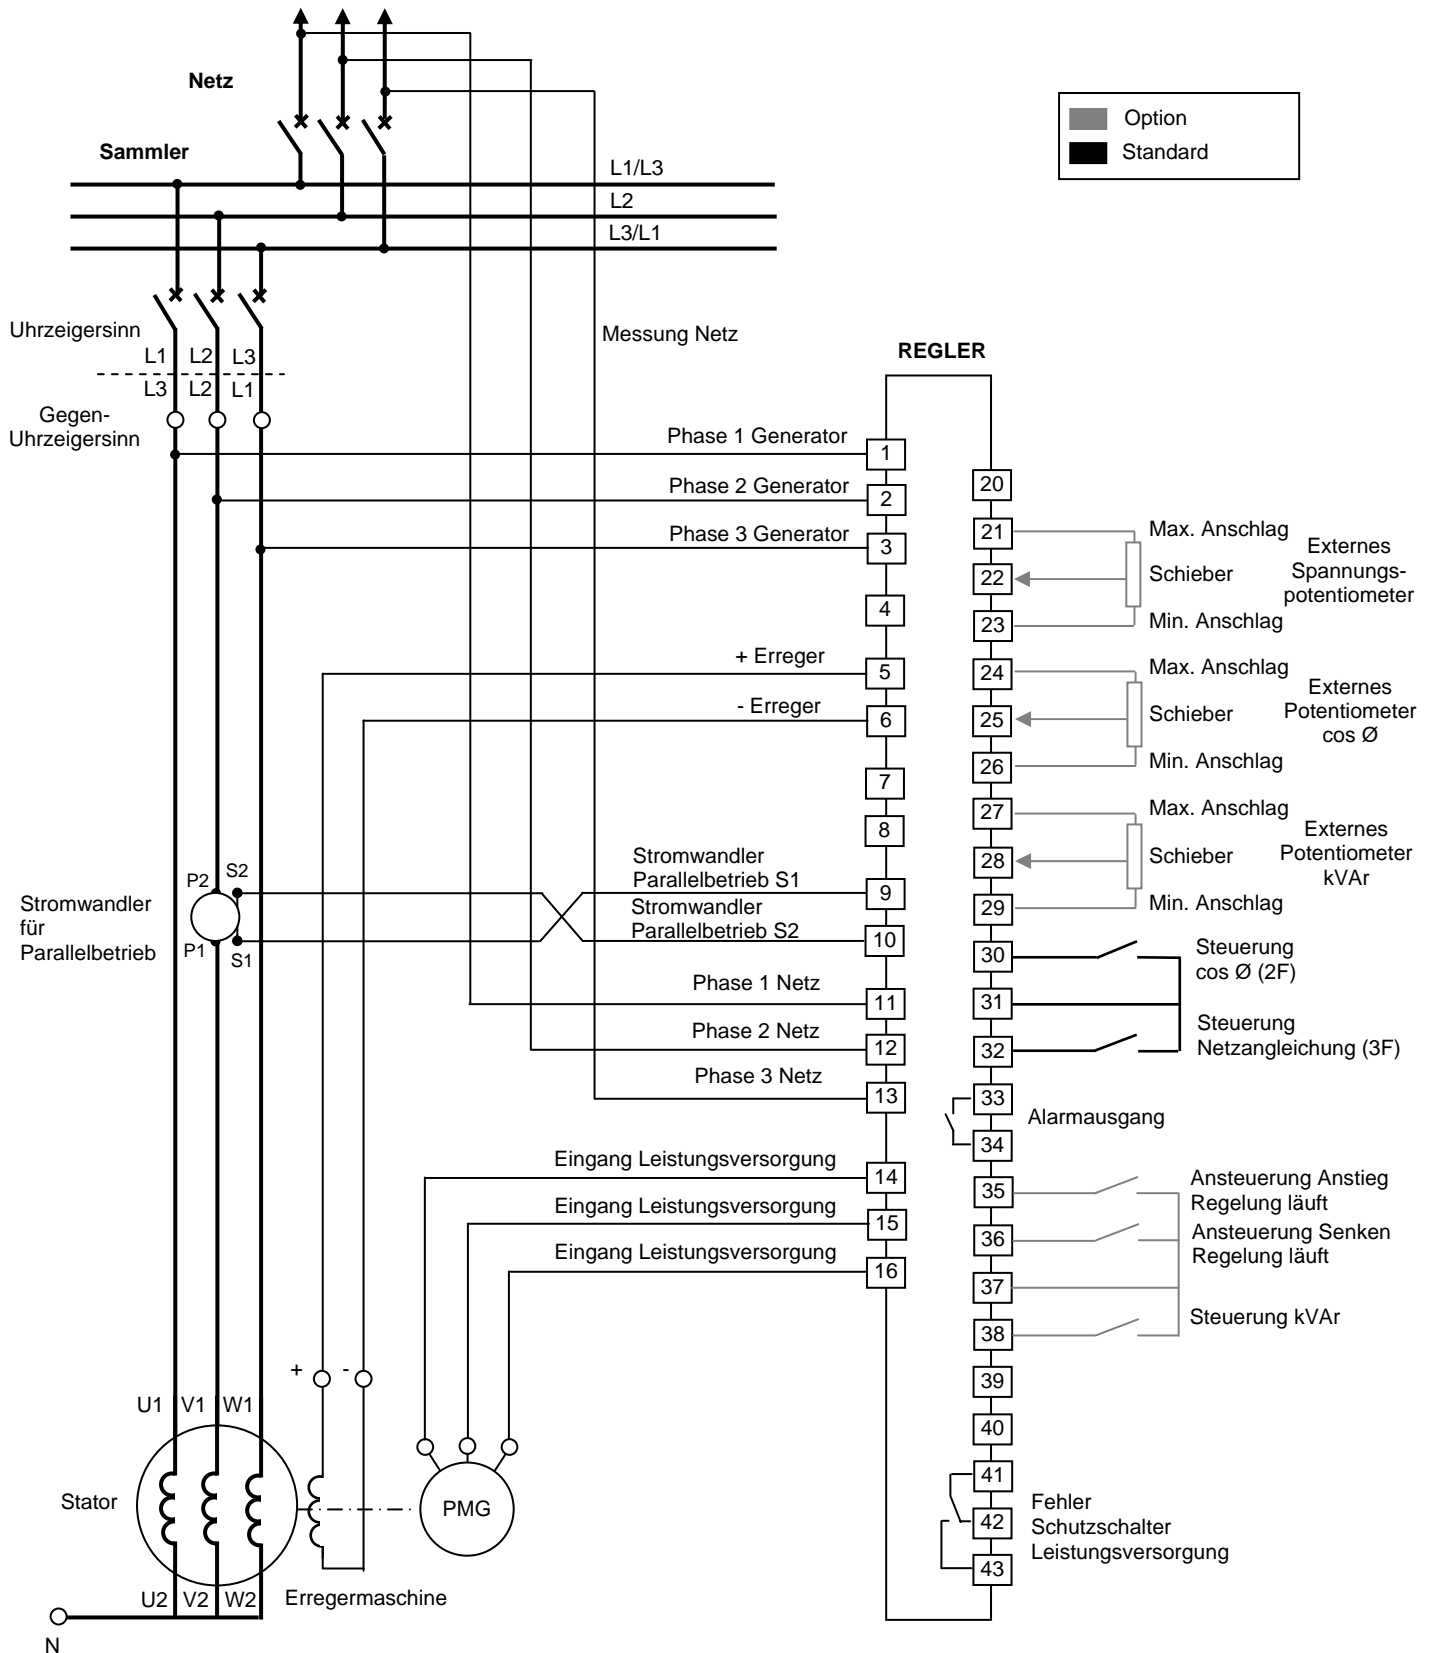 Netz
Option
Standard
Sammler
L1/L3
L2
L3/L1
Uhrzeigersinn
L1 L2 L3
L3 L2 L1
Gegen-
Uhrzeigersinn
Messung Netz
REGLER
Phase 1 Generator
1
Phase 2 Generator
2
Phase 3 Generator
3
4
+ Erreger
5
- Erreger
6
7
8
Stromwandler
Parallelbetrieb S1
9
Stromwandler
Parallelbetrieb S2
10
P2 S2
P1 S1
Stromwandler
für
Parallelbetrieb
Phase 1 Netz
11
Phase 2 Netz
12
Phase 3 Netz
13
Eingang Leistungsversorgung
14
Eingang Leistungsversorgung
15
Eingang Leistungsversorgung
16
20
21
Max. Anschlag
22
Schieber
23
Min. Anschlag
Externes
Spannungs-
potentiometer
24
Max. Anschlag
25
Schieber
26
Min. Anschlag
Externes
Potentiometer
cos Ø
27
Max. Anschlag
28
Schieber
29
Min. Anschlag
Externes
Potentiometer
kVAr
30
Steuerung
cos Ø (2F)
31
32
Steuerung
Netzangleichung (3F)
33
34
Alarmausgang
35
Ansteuerung Anstieg
Regelung läuft
36
Ansteuerung Senken
Regelung läuft
37
38
Steuerung kVAr
39
40
41
42
43
Fehler
Schutzschalter
Leistungsversorgung
+ -
U1 V1 W1
Stator
PMG
U2 V2 W2
Erregermaschine
N